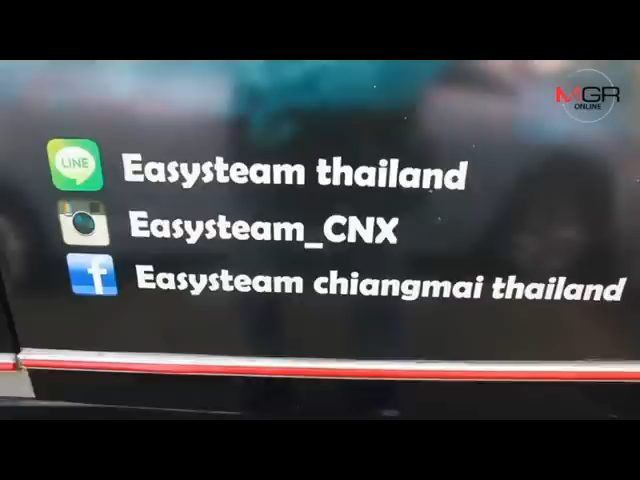 MGR
ONLINE
LINE
Easysteam thailand
Easysteam_CNX
f
Easysteam chiangmai thailand